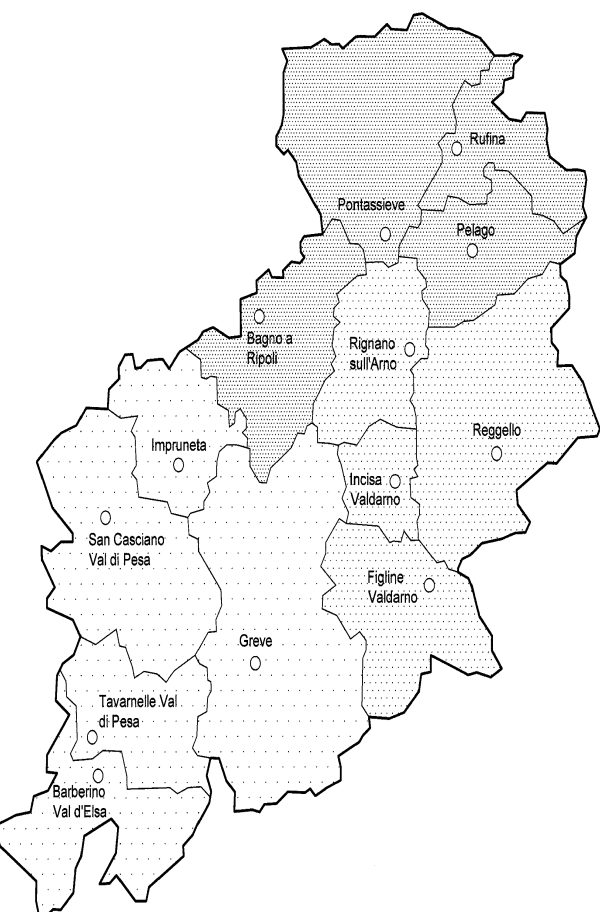 Rufina
Pontassieve
Pelago
Bagno a
Ripoli
Rignano
sull'Arno
Impruneta
Reggello
Incisa
Valdarno
San Casciano
Val di Pesa
Figline
Valdarno
Greve
Tavarnelle Val
di Pesa
Barberino
Val d'Elsa